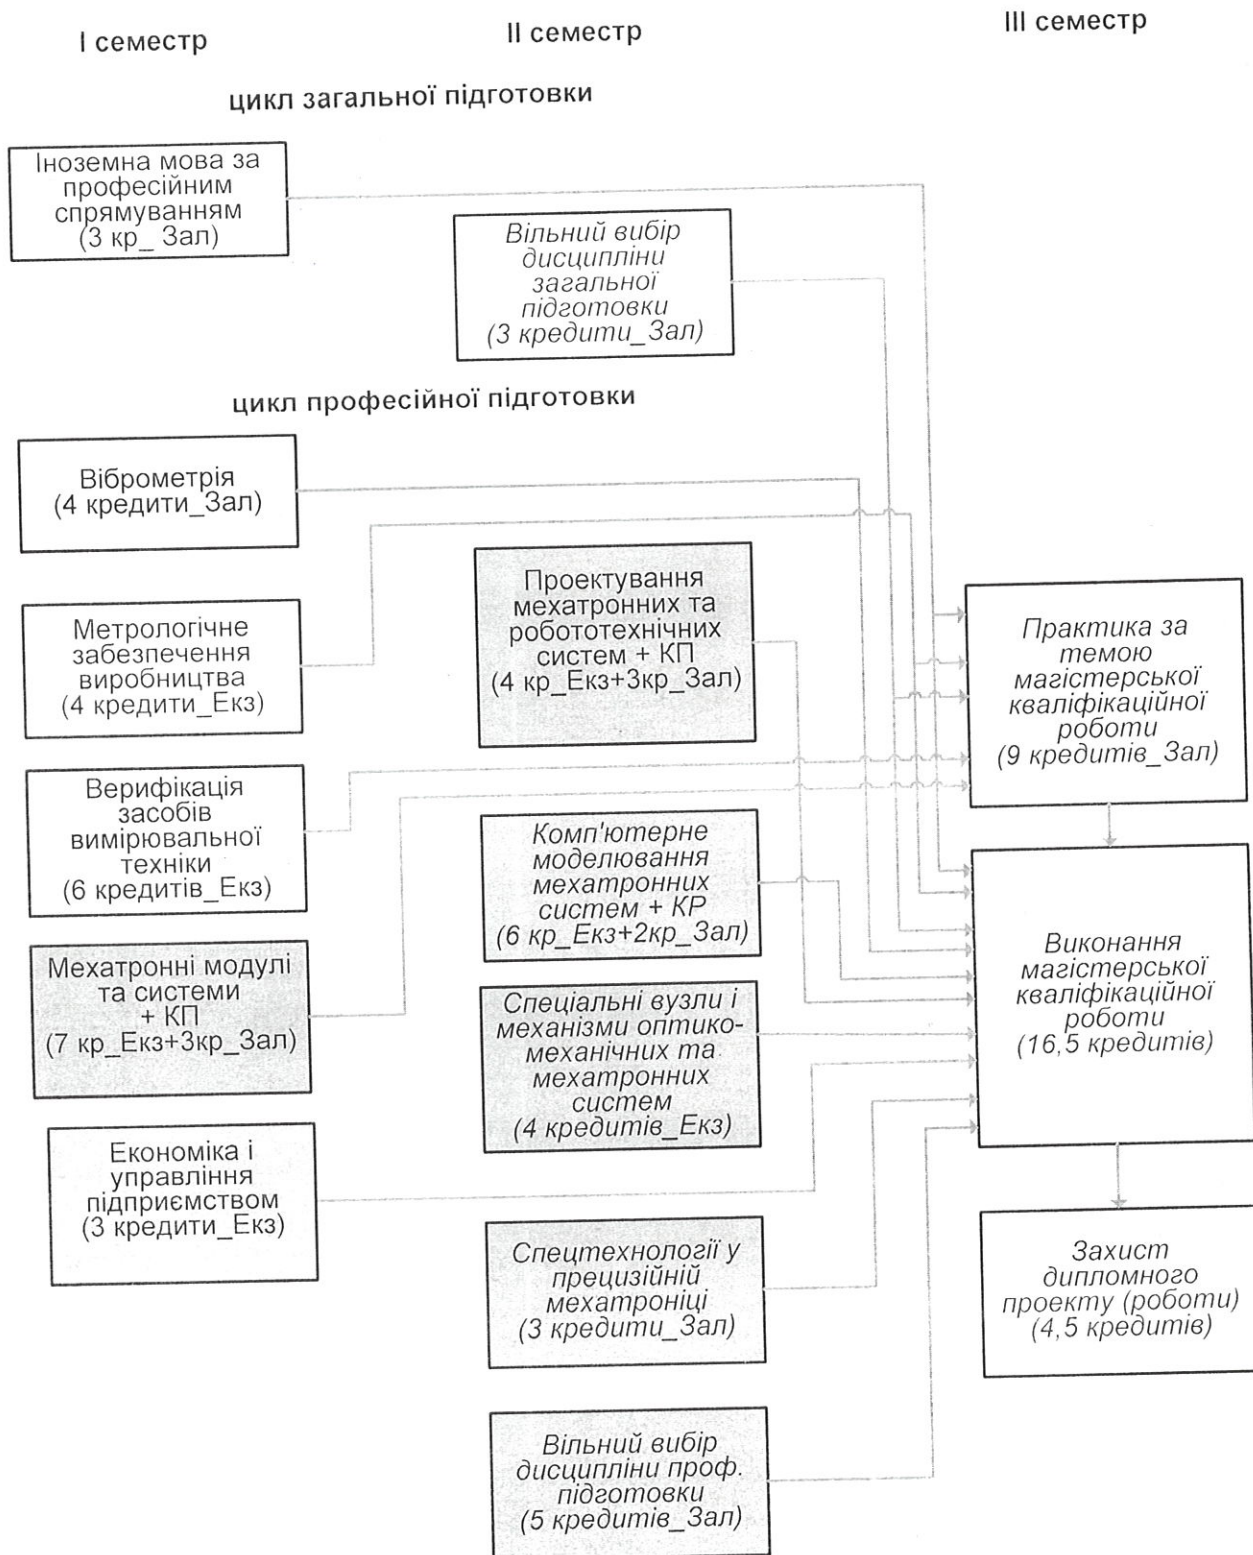 I семестр
II семестр
III семестр
цикл загальної підготовки
Іноземна мова за
професійним
спрямуванням
(3 кр_ Зал)
Вільний вибір
дисципліни
загальної
підготовки
(3 кредити_Зал)
цикл професійної підготовки
Віброметрія
(4 кредити_Зал)
Метрологічне
забезпечення
виробництва
(4 кредити_Екз)
Верифікація
засобів
вимірювальної
техніки
(6 кредитів_Екз)
Мехатронні модулі
та системи
+ КП
(7 кр_Екз+3кр_Зал)
Економіка і
управління
підприємством
(3 кредити_Екз)
Проектування
мехатронних та
робототехнічних
систем + КП
(4 кр_Екз+3кр_Зал)
Комп'ютерне
моделювання
мехатронних
систем + КР
(6 кр_Екз+2кр_Зал)
Спеціальні вузли і
механізми оптико-
механічних та
мехатронних
систем
(4 кредитів_Екз)
Спецтехнології у
прецизійній
мехатроніці
(3 кредити_Зал)
Вільний вибір
дисципліни проф.
підготовки
(5 кредитів_Зал)
Практика за
темою
магістерської
кваліфікаційної
роботи
(9 кредитів_Зал)
Виконання
магістерської
кваліфікаційної
роботи
(16,5 кредитів)
Захист
дипломного
проекту (роботи)
(4,5 кредитів)